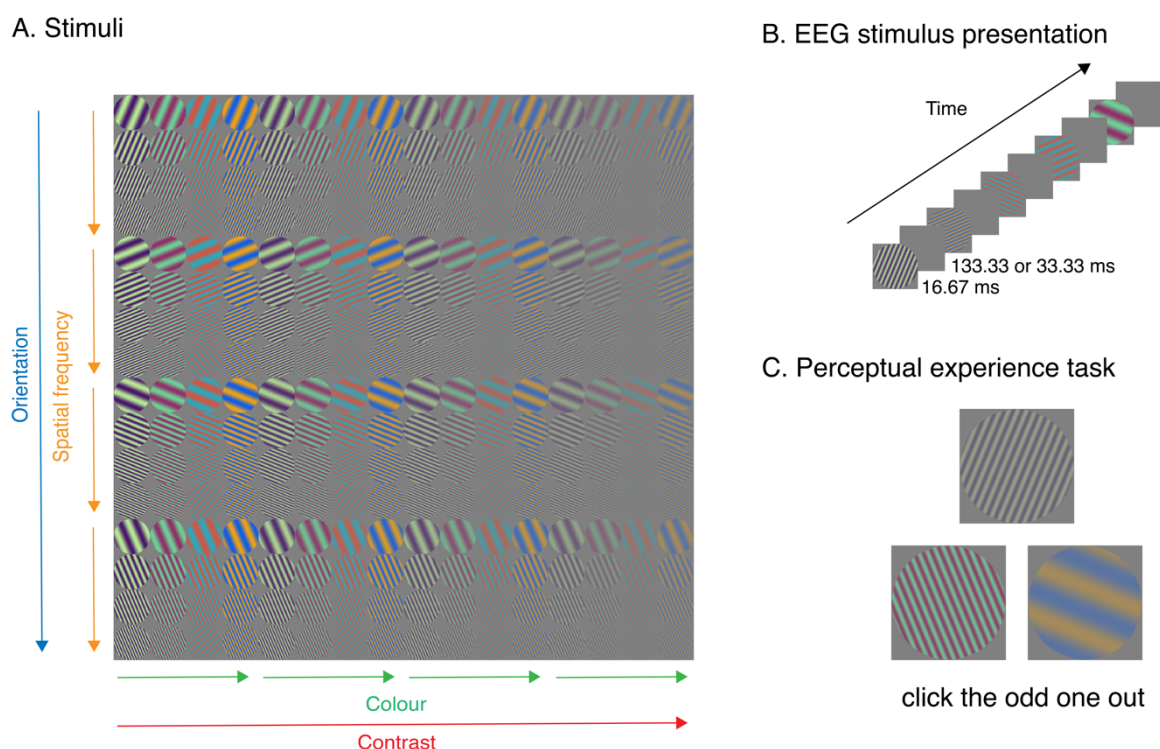 A. Stimuli
Orientation
Spatial frequency
Colour
Contrast
B. EEG stimulus presentation
Time
133.33 or 33.33 ms
16.67 ms
C. Perceptual experience task
click the odd one out